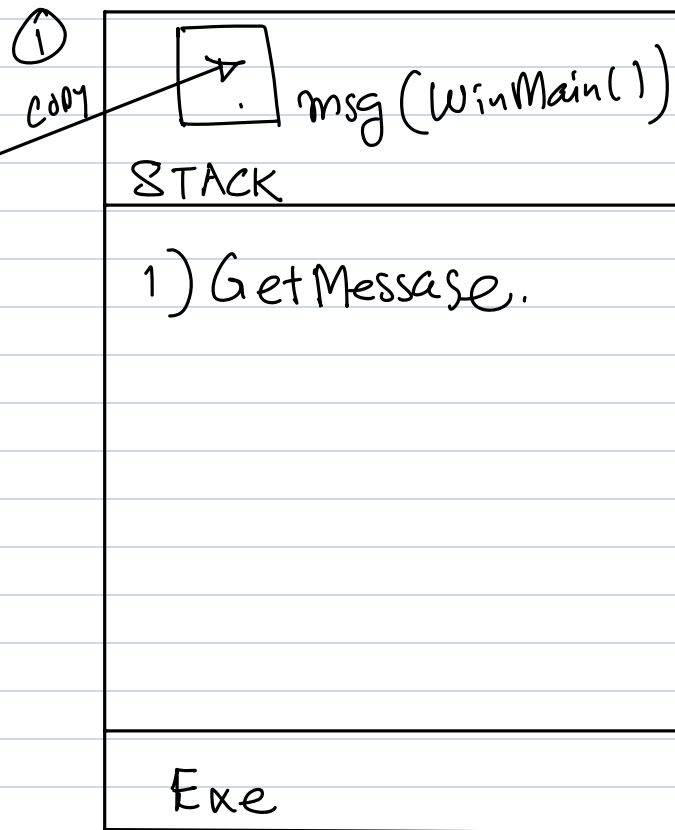 ①
COPY
msg (WinMain())
STACK
1) GetMessase.
Exe